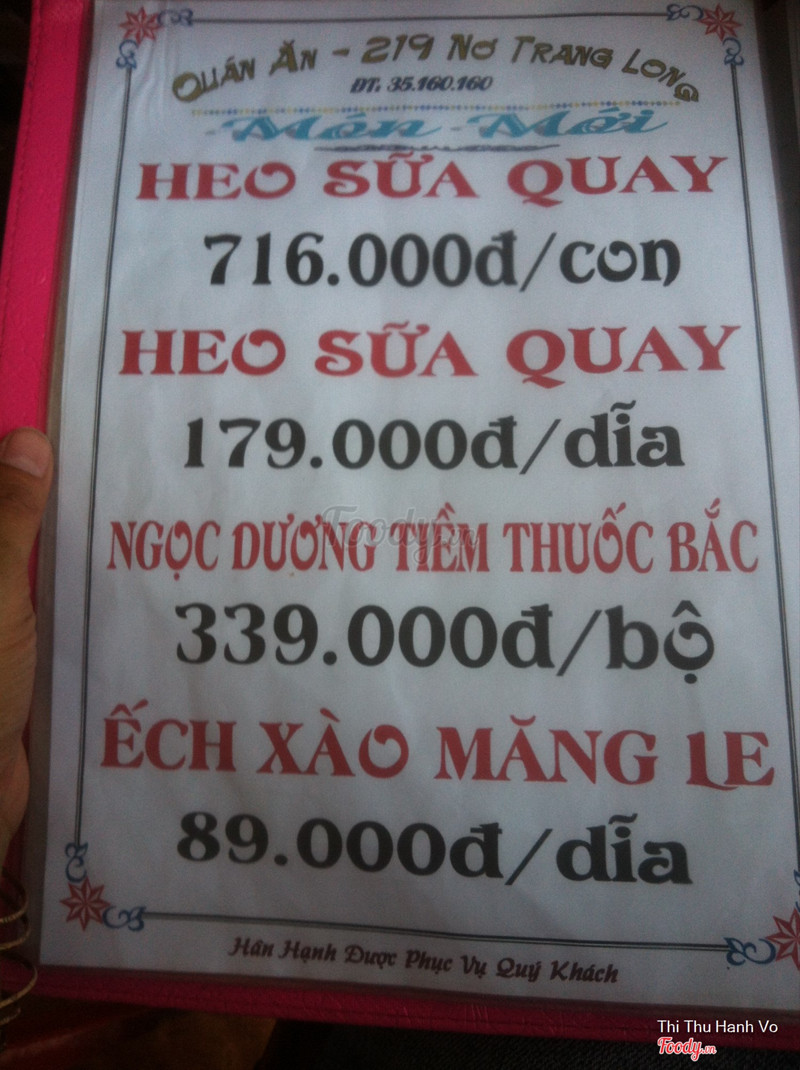 Quán Ăn - 219 Nơ Trang Long
ĐT: 35.160.160
Món Mới
HEO SỮA QUAY
716.000đ/con
HEO SỮA QUAY
179.000đ/dĩa
NGỌC DƯƠNG TIỀM THUỐC BẮC
339.000đ/bộ
ẾCH XÀO MĂNG LE
89.000đ/dĩa
Hân Hạnh Được Phục Vụ Quý Khách
Foody.vn
Thi Thu Hanh Vo
Foody.vn